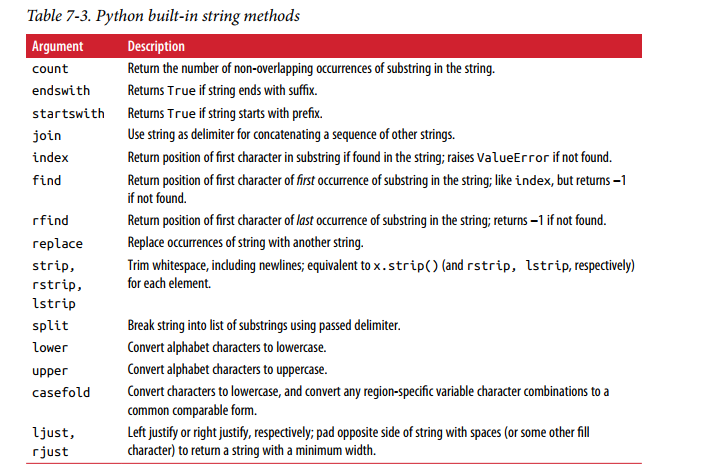 Table 7-3. Python built-in string methods
Argument Description
count Return the number of non-overlapping occurrences of substring in the string.
endswith Returns True if string ends with suffix.
startswith Returns True if string starts with prefix.
join Use string as delimiter for concatenating a sequence of other strings.
index Return position of first character in substring if found in the string; raises ValueError if not found.
find Return position of first character of first occurrence of substring in the string; like index, but returns –1
if not found.
rfind Return position of first character of last occurrence of substring in the string; returns –1 if not found.
replace Replace occurrences of string with another string.
strip, Trim whitespace, including newlines; equivalent to x.strip() (and rstrip, lstrip, respectively)
rstrip, for each element.
lstrip
split Break string into list of substrings using passed delimiter.
lower Convert alphabet characters to lowercase.
upper Convert alphabet characters to uppercase.
casefold Convert characters to lowercase, and convert any region-specific variable character combinations to a
common comparable form.
ljust, Left justify or right justify, respectively; pad opposite side of string with spaces (or some other fill
rjust character) to return a string with a minimum width.